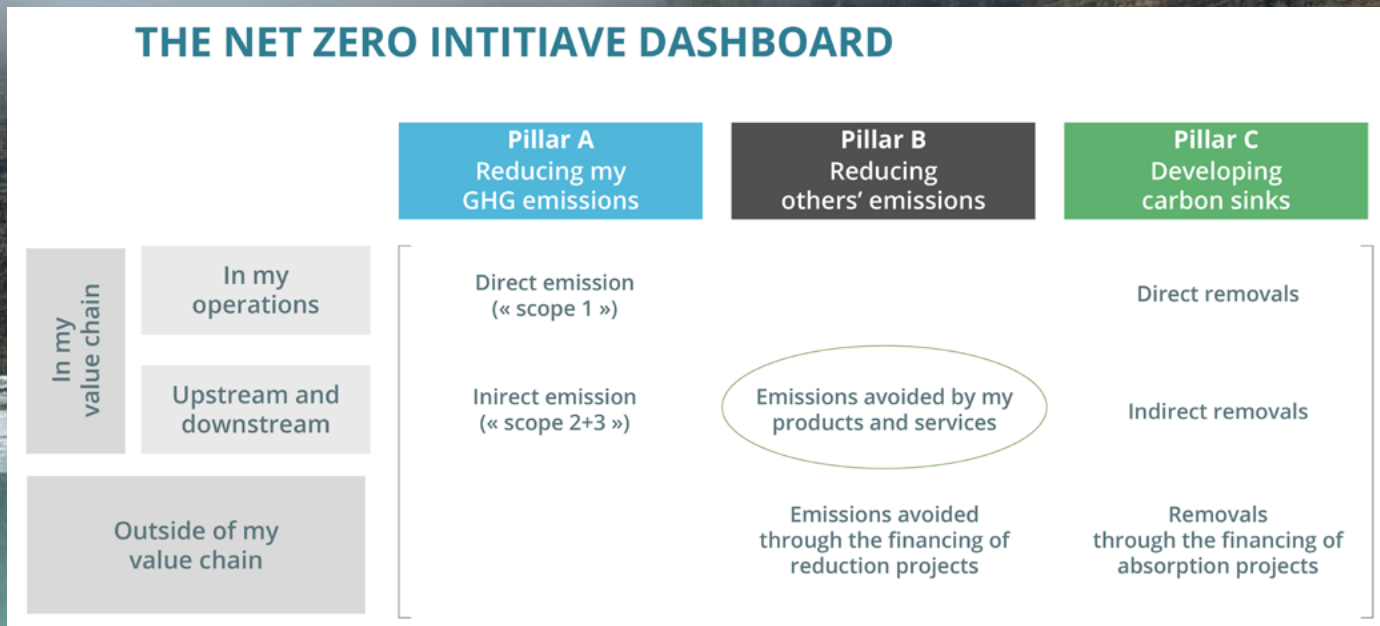 THE NET ZERO INTITIAVE DASHBOARD
Pillar A
Reducing my
GHG emissions
Pillar B
Reducing
others’ emissions
Pillar C
Developing
carbon sinks
In my
value chain
In my
operations
Direct emission
(« scope 1 »)
Direct removals
Upstream and
downstream
Inirect emission
(« scope 2+3 »)
Emissions avoided by my
products and services
Indirect removals
Outside of my
value chain
Emissions avoided
through the financing of
reduction projects
Removals
through the financing of
absorption projects